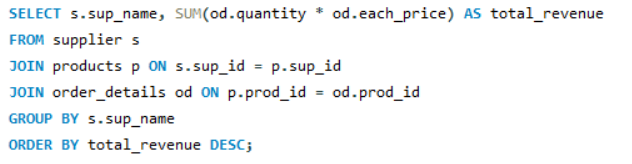 SELECT s.sup_name, SUM(od.quantity * od.each_price) AS total_revenue
FROM supplier s
JOIN products p ON s.sup_id = p.sup_id
JOIN order_details od ON p.prod_id = od.prod_id
GROUP BY s.sup_name
ORDER BY total_revenue DESC;